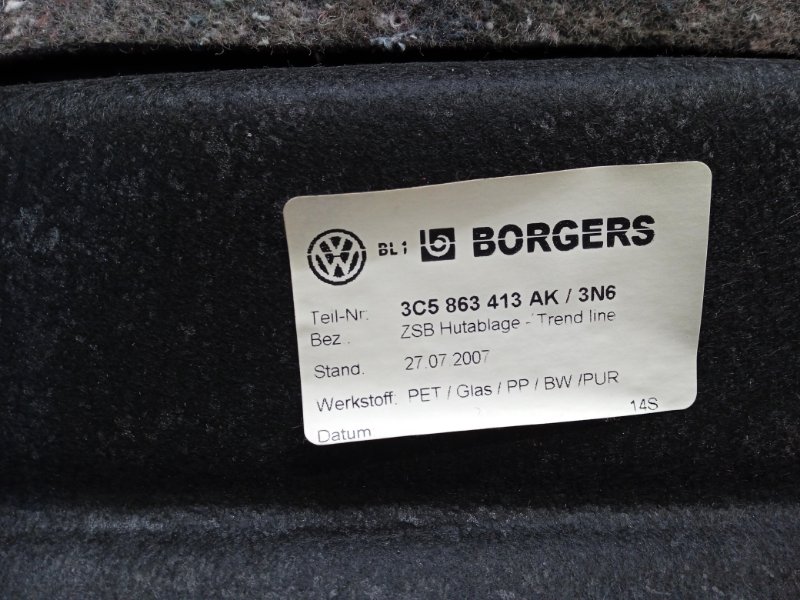 VW BL1 BORGERS
Teil-Nr: 3C5 863 413 AK / 3N6
Bez.: ZSB Hutablage - Trend line
Stand. 27.07.2007
Werkstoff: PET / Glas / PP / BW /PUR
14S
Datum